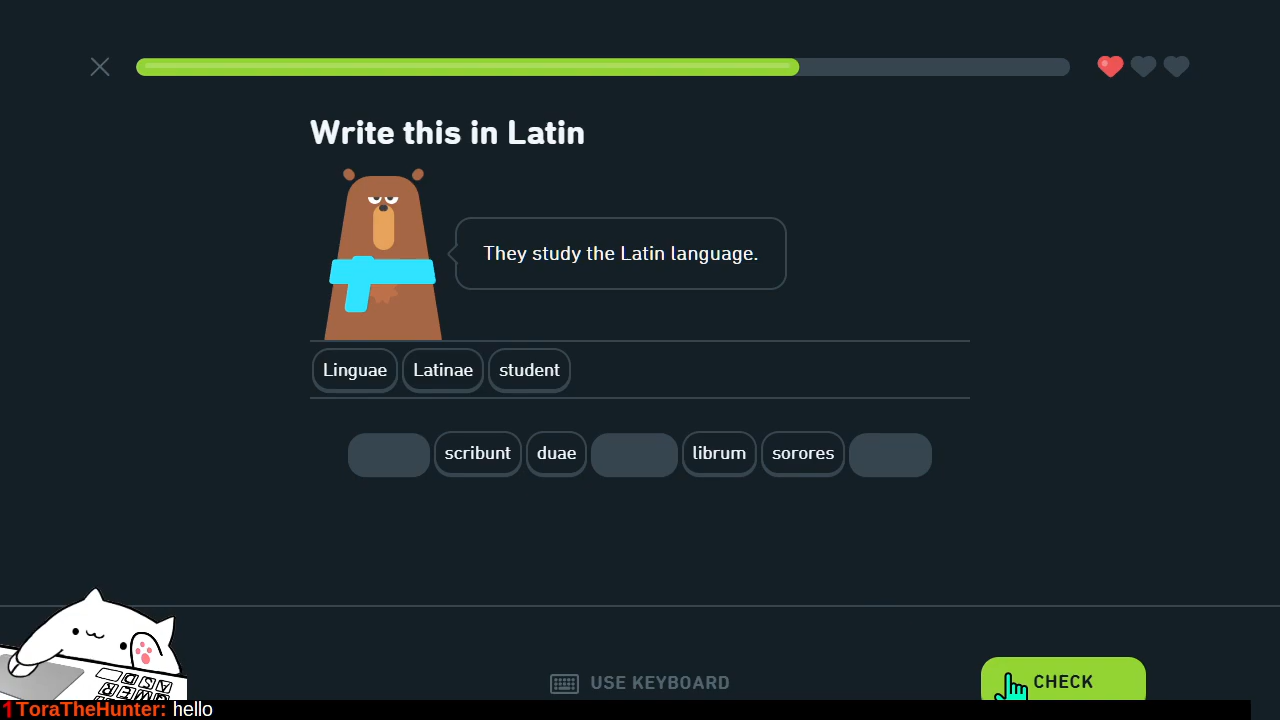 Write this in Latin
They study the Latin language.
Linguae Latinae student
scribunt duae librum sorores
USE KEYBOARD
CHECK
1 ToraTheHunter: hello